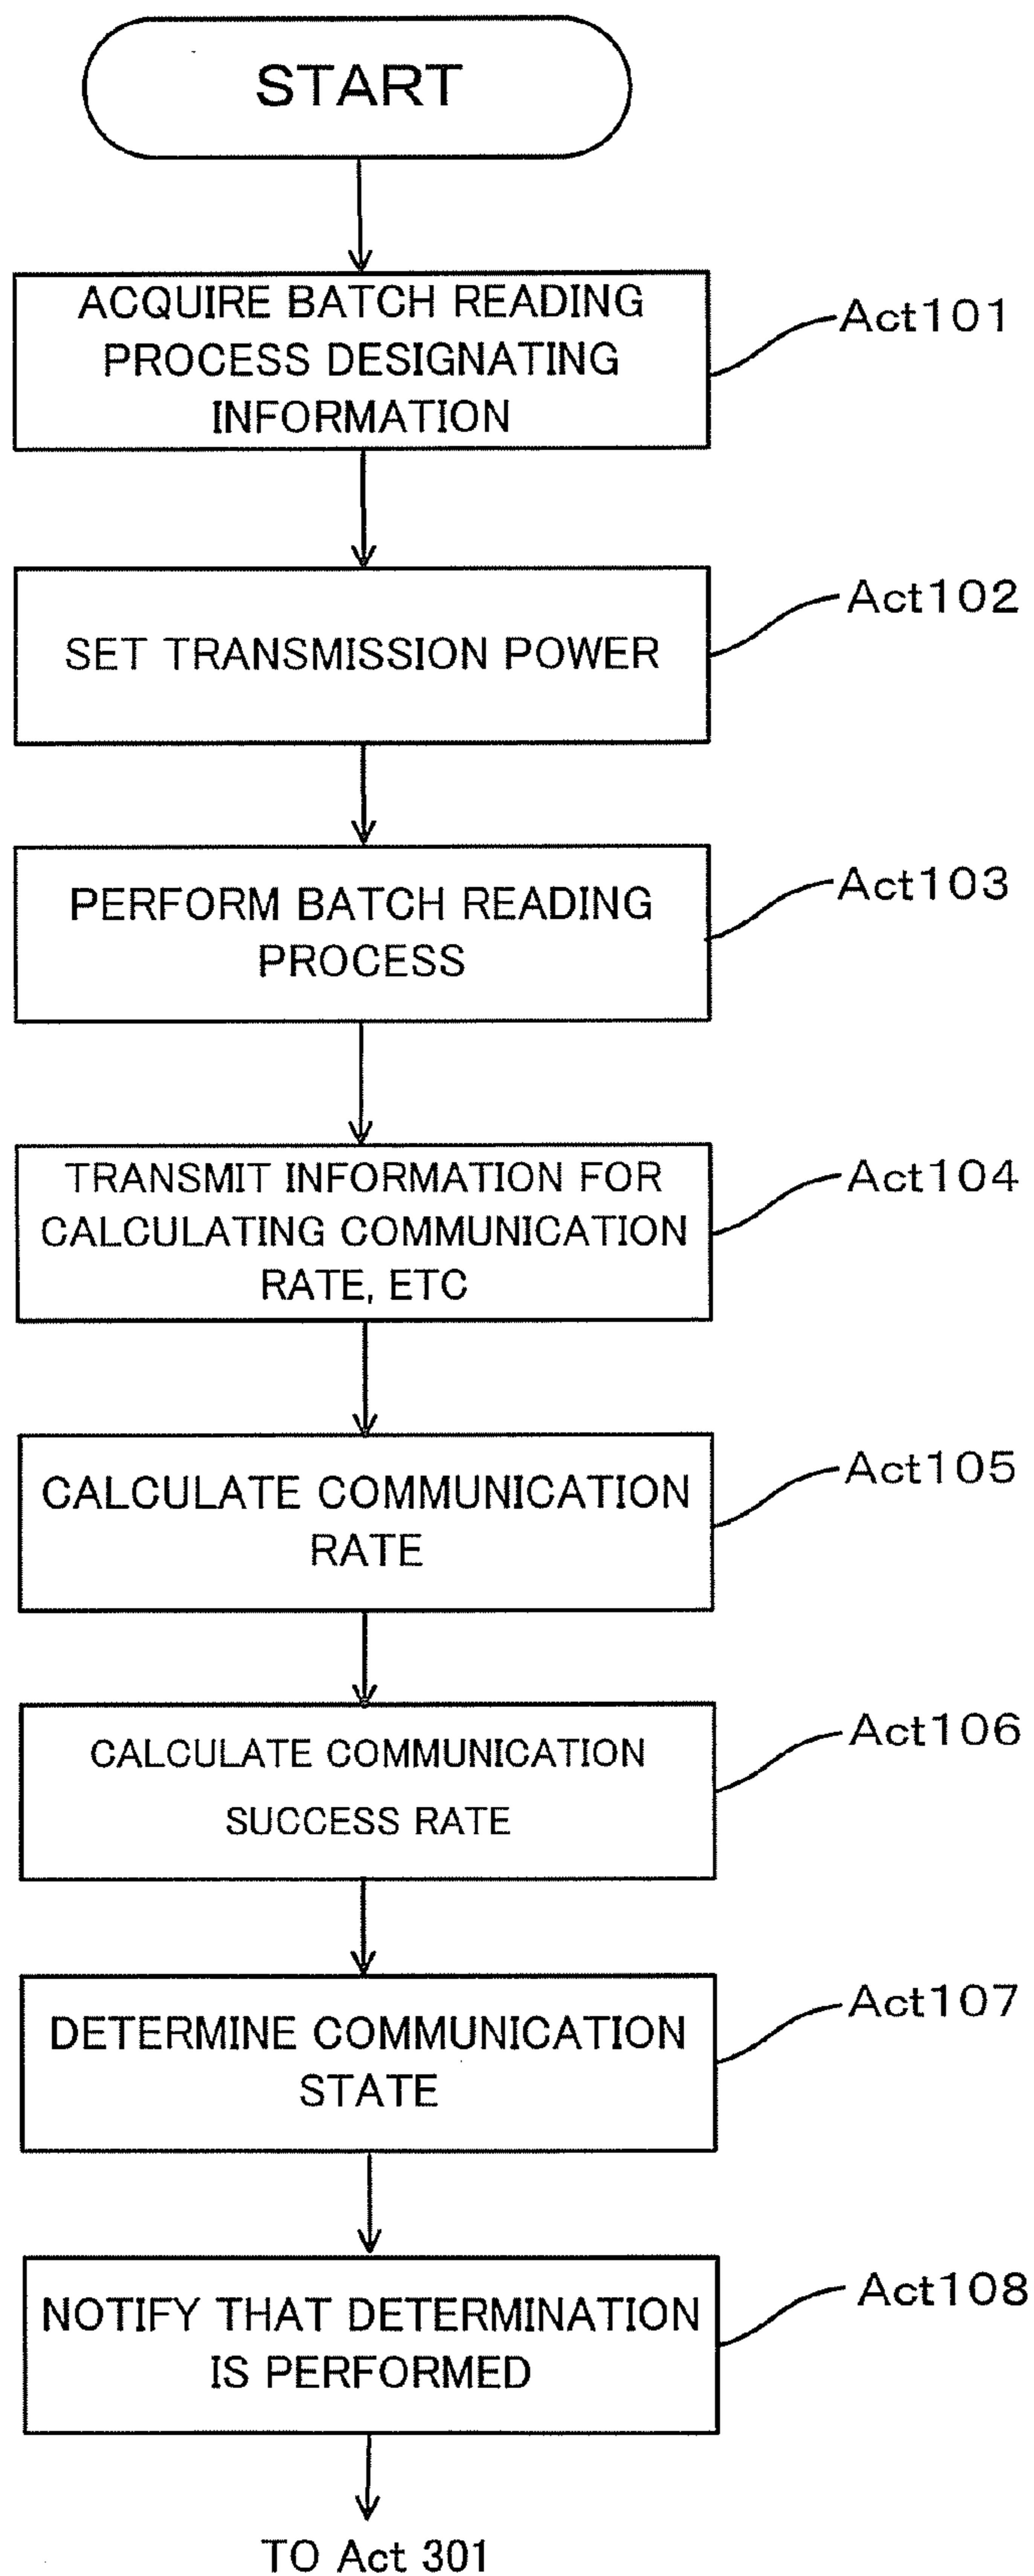 START
ACQUIRE BATCH READING
PROCESS DESIGNATING
INFORMATION
Act101
SET TRANSMISSION POWER
Act102
PERFORM BATCH READING
PROCESS
Act103
TRANSMIT INFORMATION FOR
CALCULATING COMMUNICATION
RATE, ETC
Act104
CALCULATE COMMUNICATION
RATE
Act105
CALCULATE COMMUNICATION
SUCCESS RATE
Act106
DETERMINE COMMUNICATION
STATE
Act107
NOTIFY THAT DETERMINATION
IS PERFORMED
Act108
TO Act 301